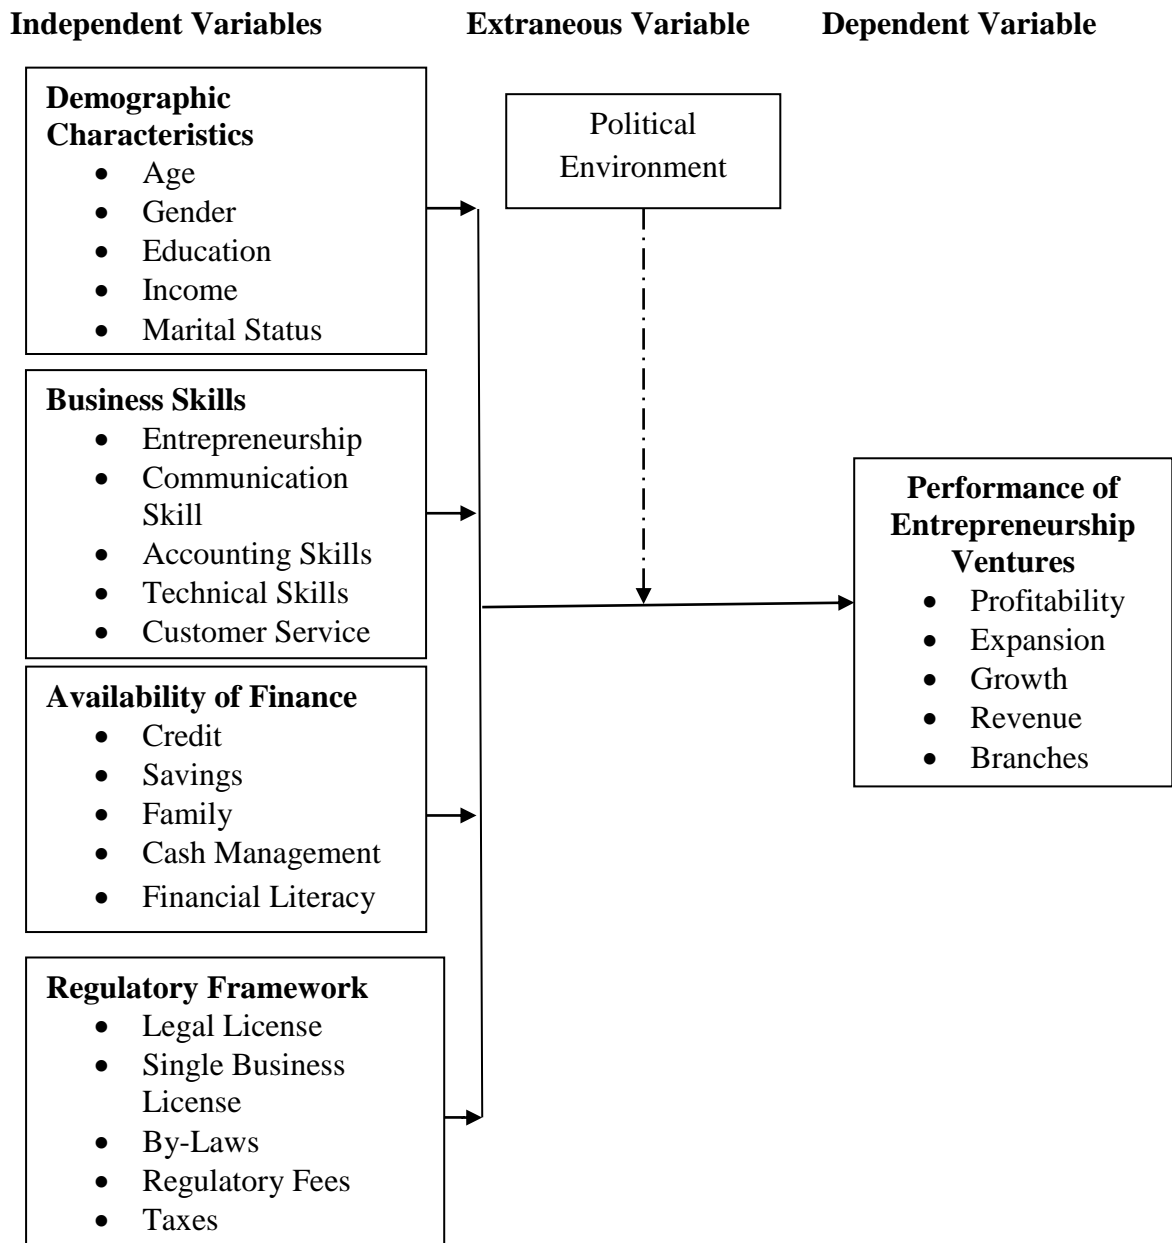 Independent Variables
Extraneous Variable
Dependent Variable
Demographic
Characteristics
• Age
• Gender
• Education
• Income
• Marital Status
Political
Environment
Business Skills
• Entrepreneurship
• Communication
Skill
• Accounting Skills
• Technical Skills
• Customer Service
Availability of Finance
• Credit
• Savings
• Family
• Cash Management
• Financial Literacy
Regulatory Framework
• Legal License
• Single Business
License
• By-Laws
• Regulatory Fees
• Taxes
Performance of
Entrepreneurship
Ventures
• Profitability
• Expansion
• Growth
• Revenue
• Branches